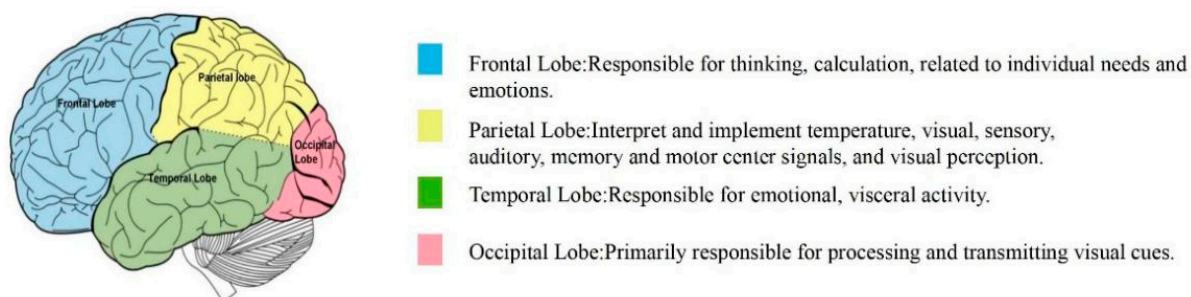 Frontal Lobe
Parietal lobe
Occipital
Lobe
Temporal Lobe
Frontal Lobe:Responsible for thinking, calculation, related to individual needs and
emotions.
Parietal Lobe:Interpret and implement temperature, visual, sensory,
auditory, memory and motor center signals, and visual perception.
Temporal Lobe:Responsible for emotional, visceral activity.
Occipital Lobe:Primarily responsible for processing and transmitting visual cues.